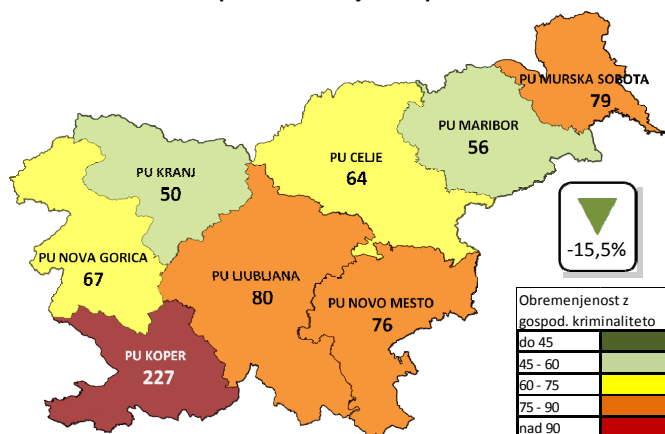 PU MURSKA SOBOTA
79
PU MARIBOR
56
PU CELJE
64
PU KRANJ
50
PU NOVA GORICA
67
PU LJUBLJANA
80
PU NOVO MESTO
76
PU KOPER
227
-15,5%
Obremenjenost z
gospod. kriminaliteto
do 45
45 - 60
60 - 75
75 - 90
nad 90